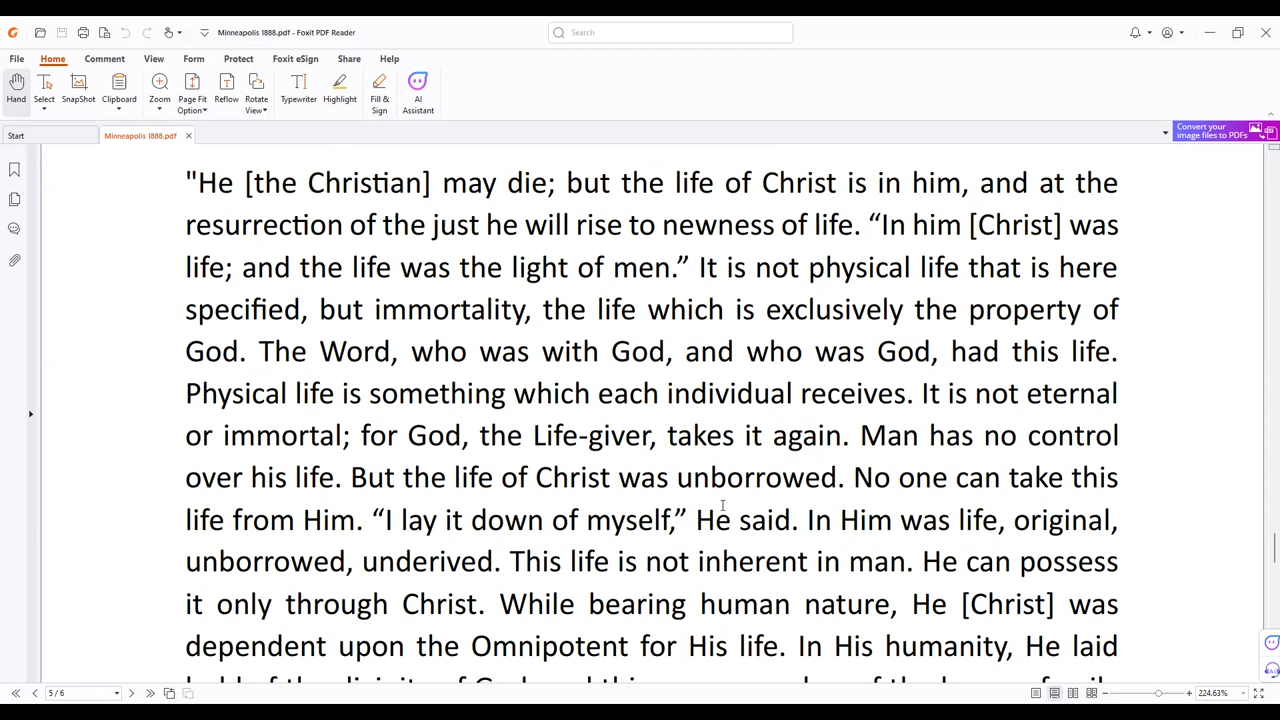 Minneapolis 1888.pdf - Foxit PDF Reader
Search
File Home Comment View Form Protect Foxit eSign Share Help
Hand
Select
SnapShot
Clipboard
Zoom
Page Fit Option
Reflow
Rotate View
Typewriter
Highlight
Fill & Sign
AI Assistant
Start
Minneapolis 1888.pdf
Convert your
image files to PDFs
"He [the Christian] may die; but the life of Christ is in him, and at the
resurrection of the just he will rise to newness of life. “In him [Christ] was
life; and the life was the light of men.” It is not physical life that is here
specified, but immortality, the life which is exclusively the property of
God. The Word, who was with God, and who was God, had this life.
Physical life is something which each individual receives. It is not eternal
or immortal; for God, the Life-giver, takes it again. Man has no control
over his life. But the life of Christ was unborrowed. No one can take this
life from Him. “I lay it down of myself,” He said. In Him was life, original,
unborrowed, underived. This life is not inherent in man. He can possess
it only through Christ. While bearing human nature, He [Christ] was
dependent upon the Omnipotent for His life. In His humanity, He laid
5 / 6
224.63%